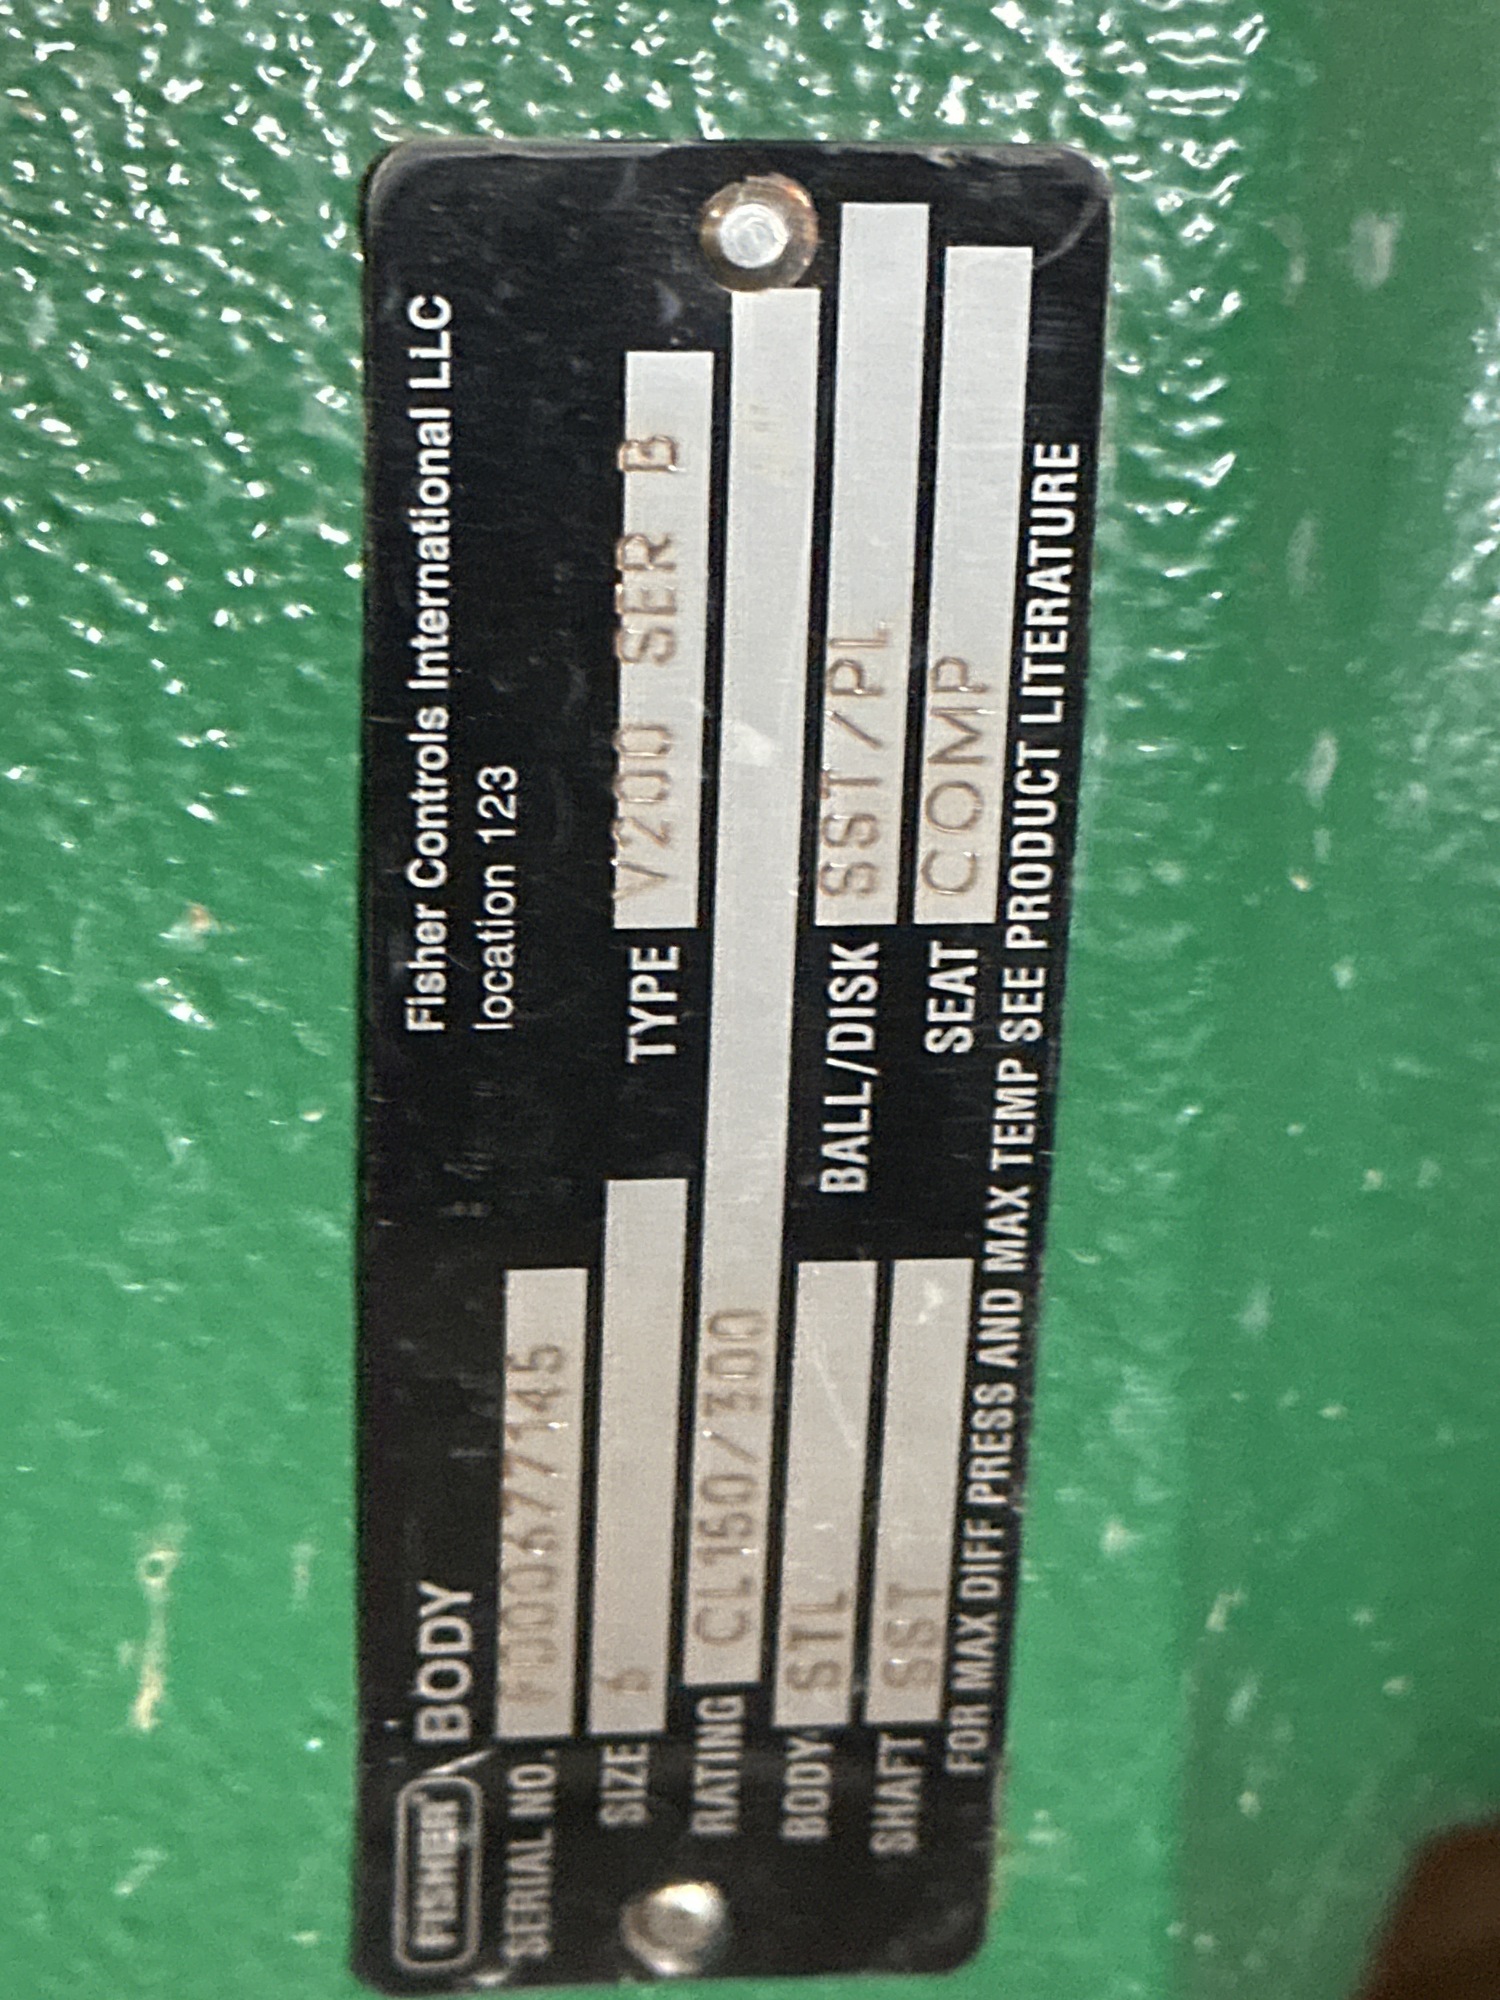 FISHER BODY
Fisher Controls International LLC
location 123
SERIAL NO. V000677145
SIZE 6 TYPE V200 SER B
RATING CL150/300
BODY STL BALL/DISK SST/PL
SHAFT SST SEAT COMP
FOR MAX DIFF PRESS AND MAX TEMP SEE PRODUCT LITERATURE